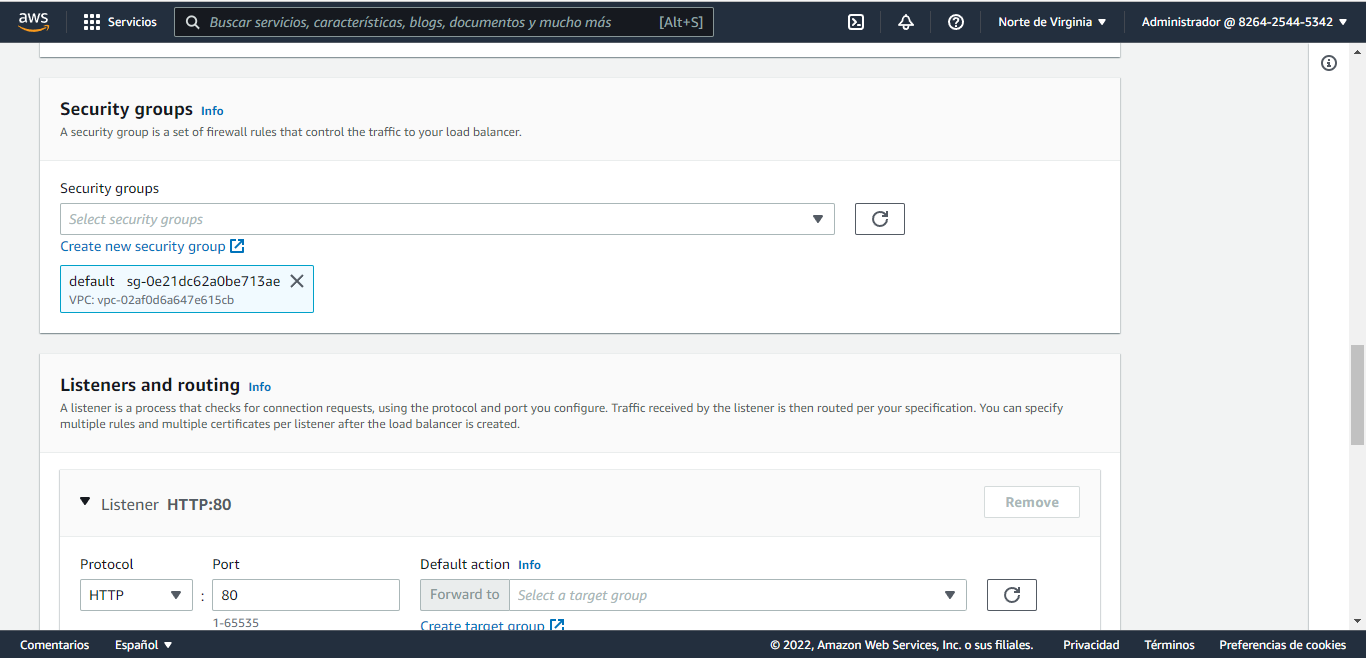 aws
Servicios
Buscar servicios, características, blogs, documentos y mucho más [Alt+S]
Norte de Virginia
Administrador @ 8264-2544-5342
Security groups Info
A security group is a set of firewall rules that control the traffic to your load balancer.
Security groups
Select security groups
Create new security group
default sg-0e21dc62a0be713ae
VPC: vpc-02af0d6a647e615cb
Listeners and routing Info
A listener is a process that checks for connection requests, using the protocol and port you configure. Traffic received by the listener is then routed per your specification. You can specify
multiple rules and multiple certificates per listener after the load balancer is created.
Listener HTTP:80
Remove
Protocol Port Default action Info
HTTP : 80 Forward to Select a target group
1-65535
Create target group
Comentarios Español © 2022, Amazon Web Services, Inc. o sus filiales. Privacidad Términos Preferencias de cookies